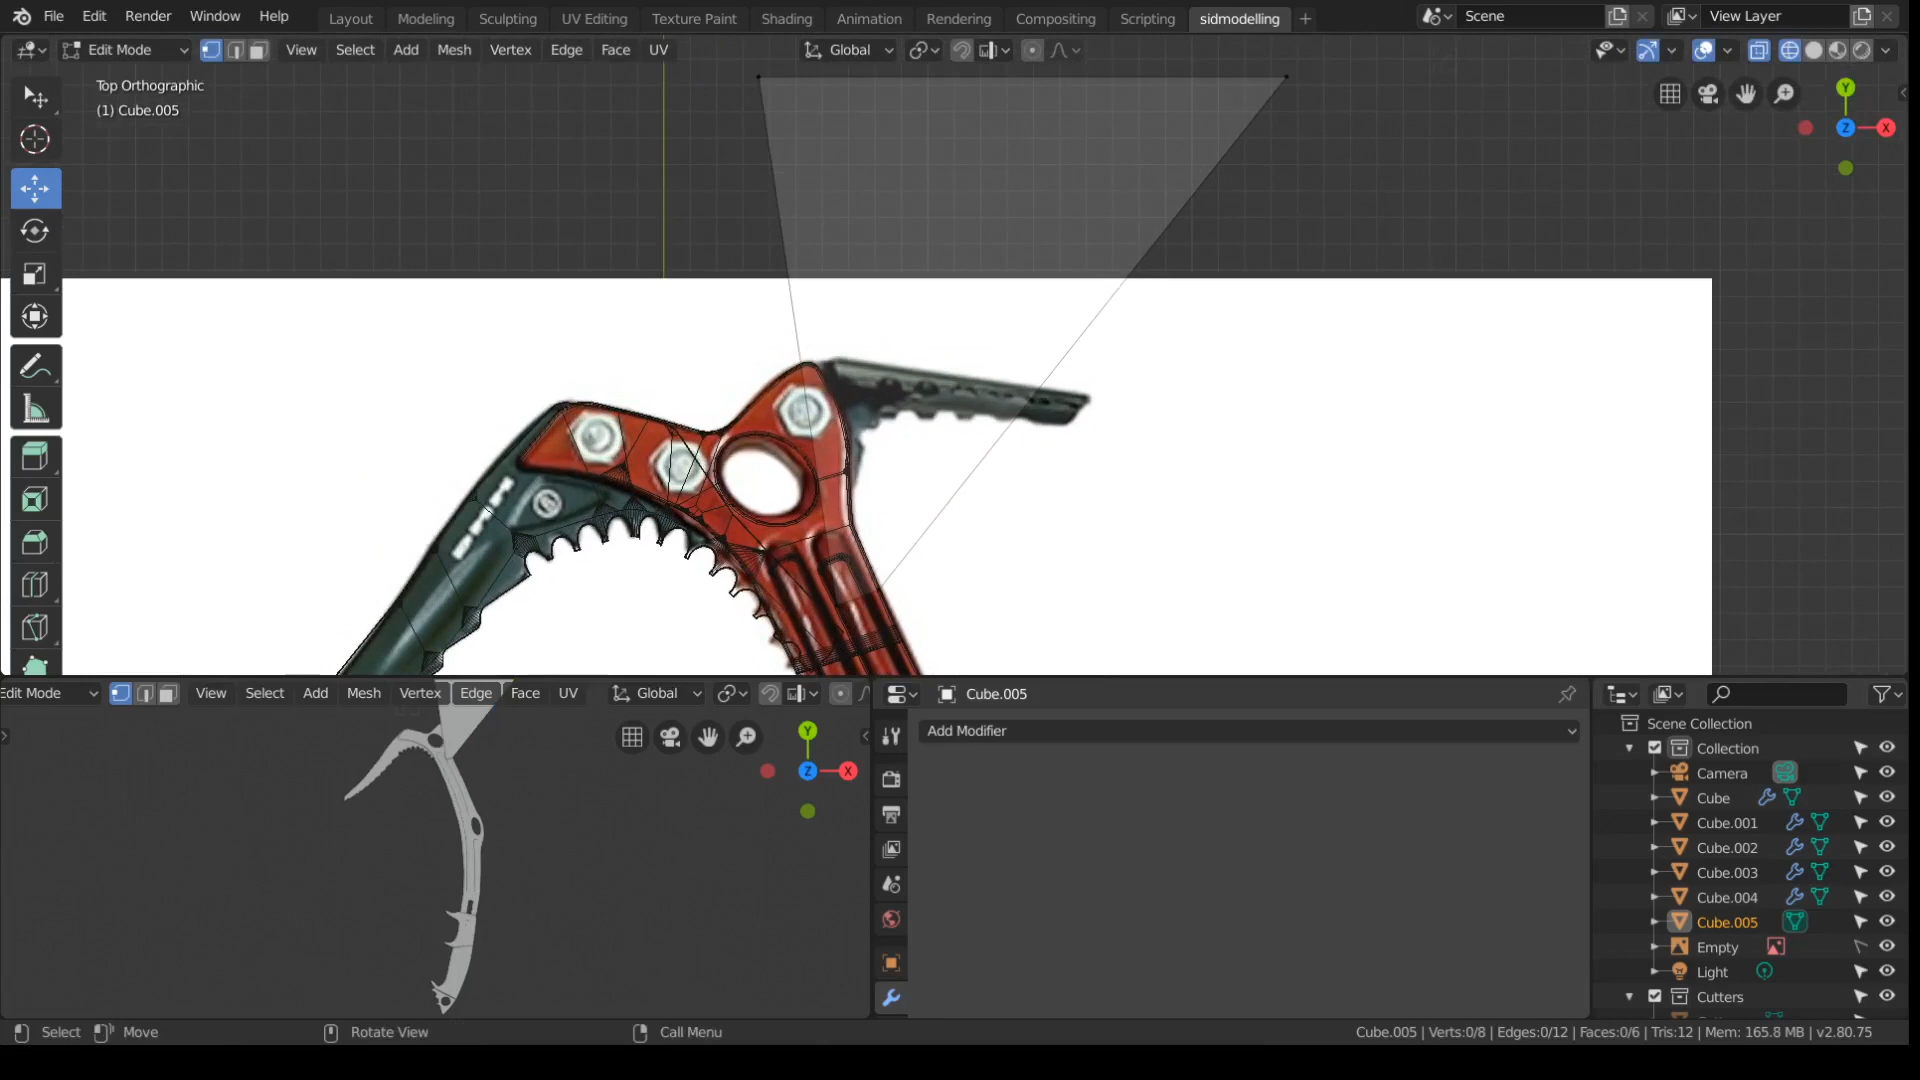 File Edit Render Window Help Layout Modeling Sculpting UV Editing Texture Paint Shading Animation Rendering Compositing Scripting sidmodelling + Scene View Layer
Edit Mode View Select Add Mesh Vertex Edge Face UV Global
Top Orthographic
(1) Cube.005
Y
Z X
Edit Mode View Select Add Mesh Vertex Edge Face UV Global
Y
Z X
Cube.005
Add Modifier
Scene Collection
Collection
Camera
Cube
Cube.001
Cube.002
Cube.003
Cube.004
Cube.005
Empty
Light
Cutters
Select Move Rotate View Call Menu Cube.005 | Verts:0/8 | Edges:0/12 | Faces:0/6 | Tris:12 | Mem: 165.8 MB | v2.80.75